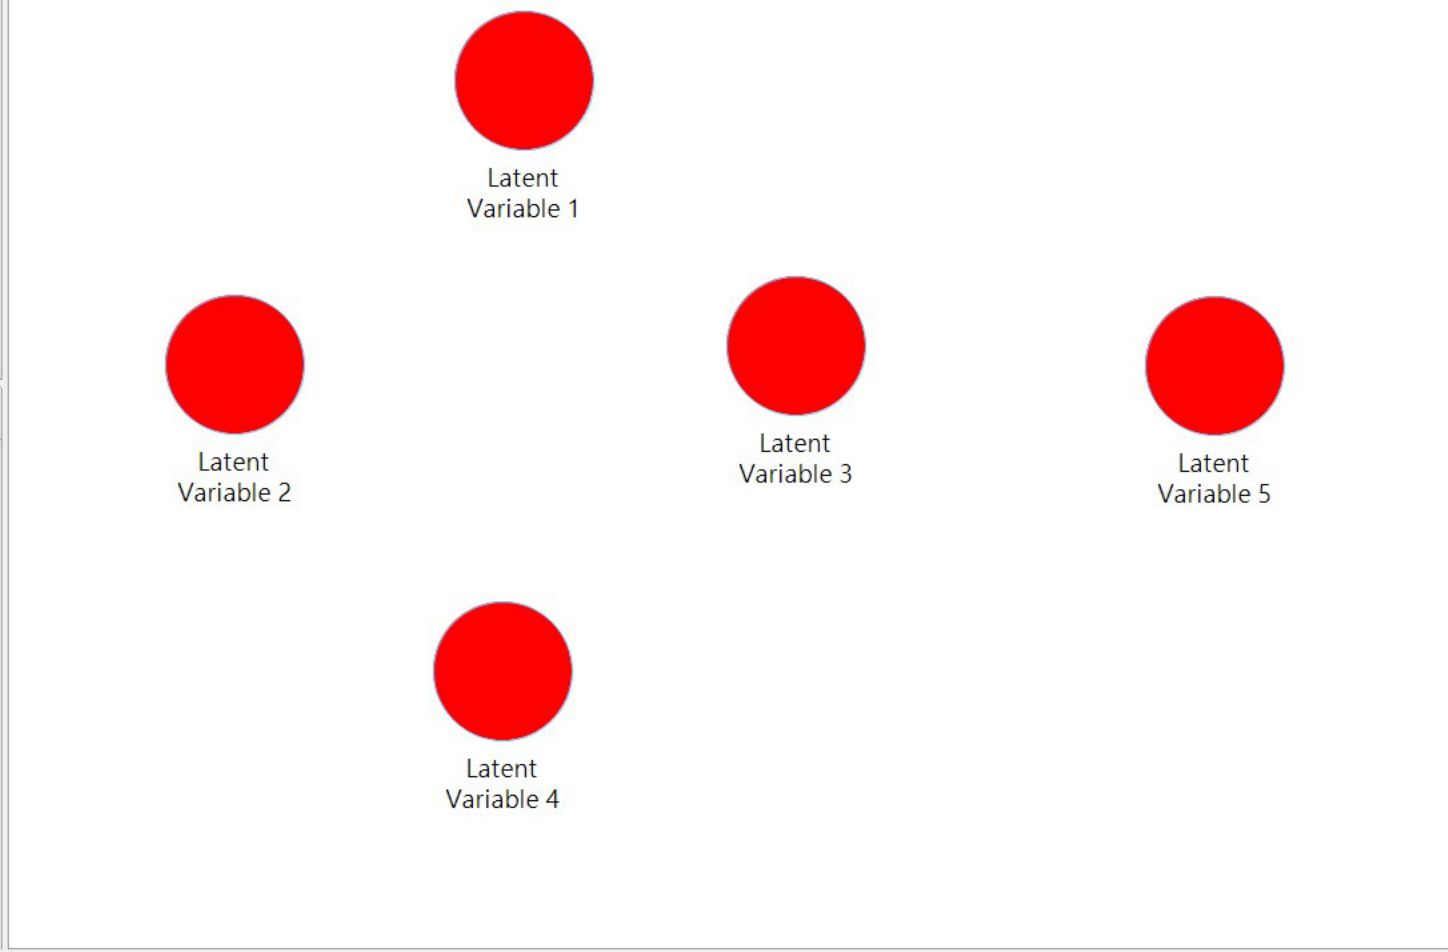 Latent
Variable 1
Latent
Variable 2
Latent
Variable 3
Latent
Variable 5
Latent
Variable 4